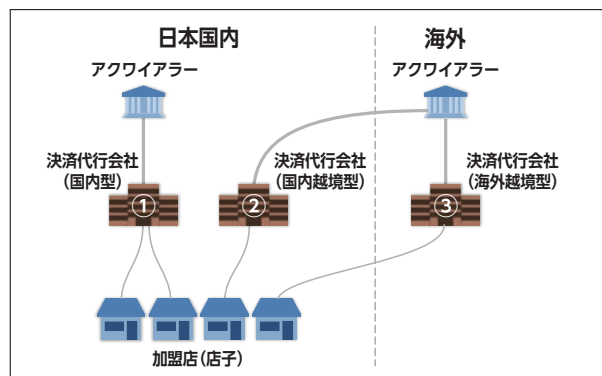 日本国内
海外
アクワイアラー
アクワイアラー
決済代行会社
（国内型）
決済代行会社
（国内越境型）
決済代行会社
（海外越境型）
①
②
③
加盟店（店子）